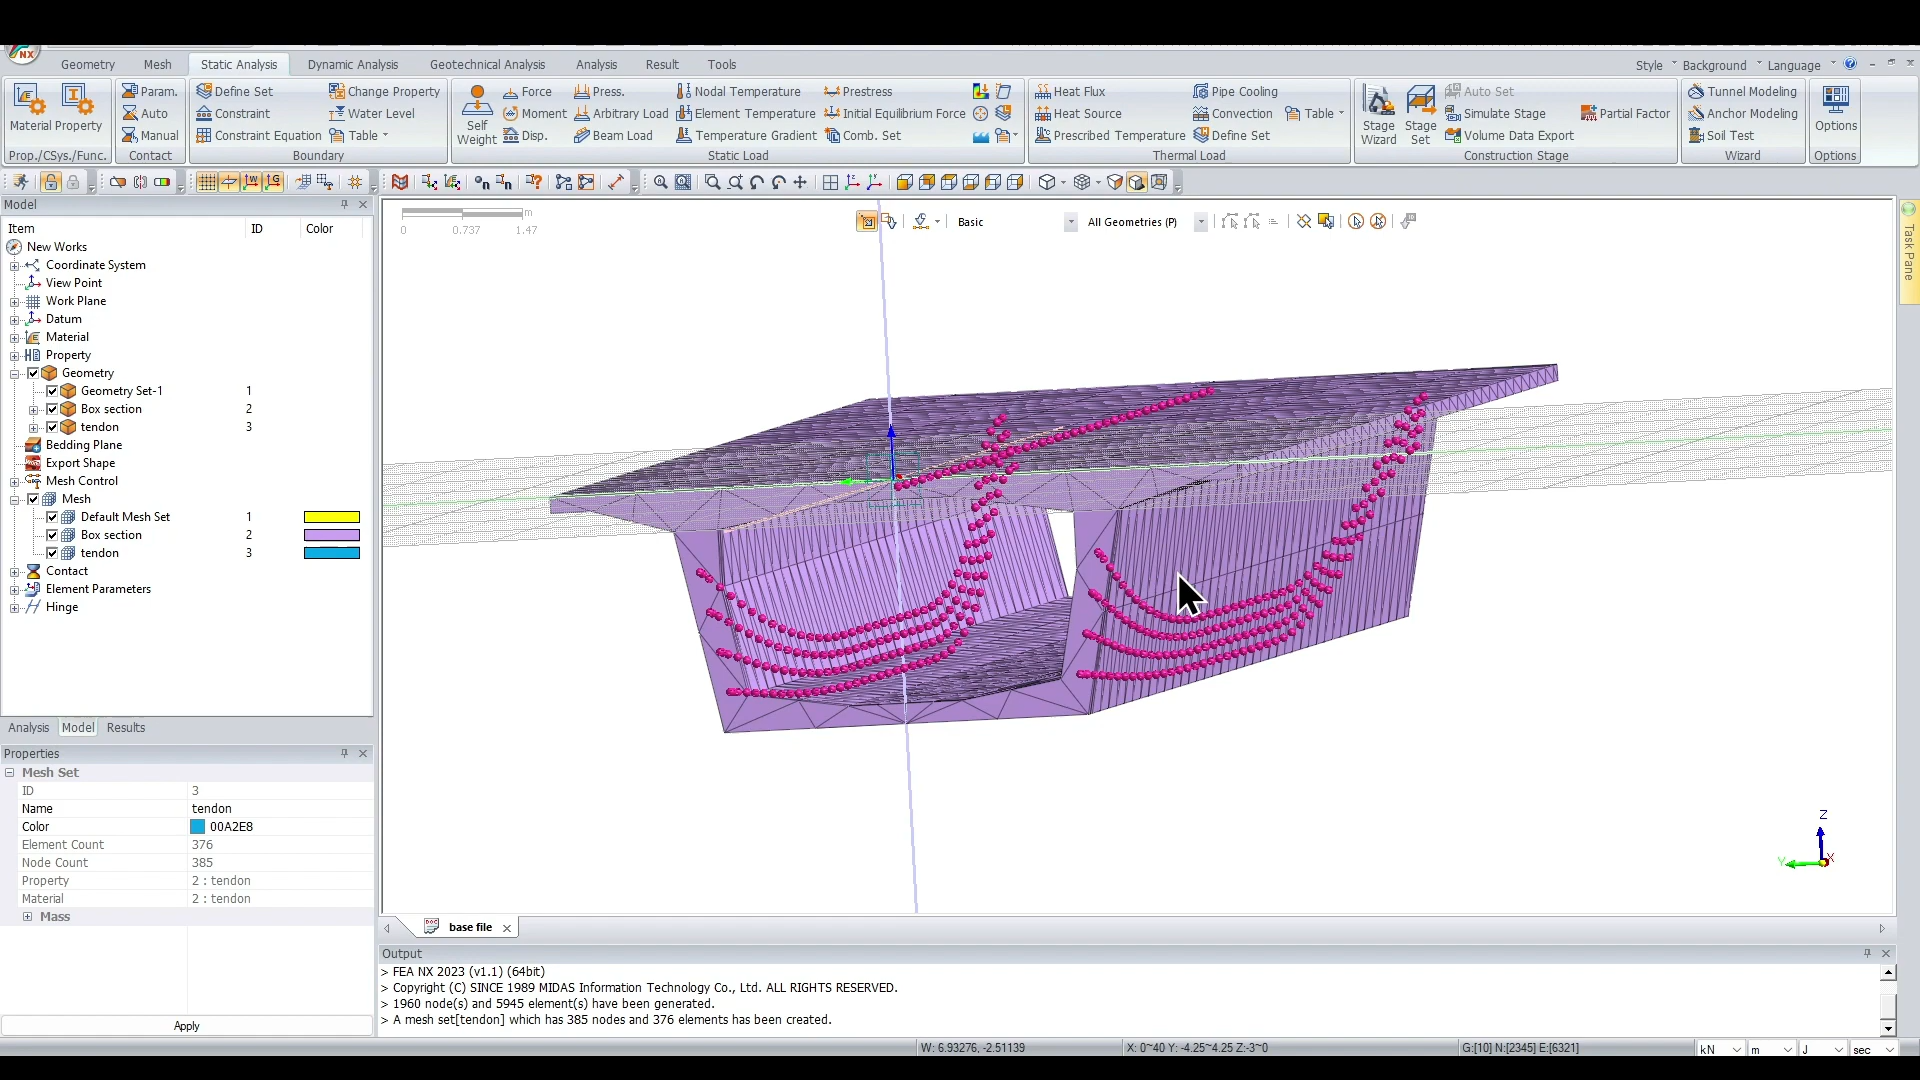 NX
Geometry Mesh Static Analysis Dynamic Analysis Geotechnical Analysis Analysis Result Tools Style Background Language
Material Property
Prop./CSys./Func.
Param.
Auto
Manual
Contact
Define Set Change Property
Constraint Water Level
Constraint Equation Table
Boundary
Self Weight
Force Press. Nodal Temperature Prestress
Moment Arbitrary Load Element Temperature Initial Equilibrium Force
Disp. Beam Load Temperature Gradient Comb. Set
Static Load
Heat Flux Pipe Cooling
Heat Source Convection Table
Prescribed Temperature Define Set
Thermal Load
Stage Wizard
Stage Set
Auto Set
Simulate Stage Partial Factor
Volume Data Export
Construction Stage
Tunnel Modeling
Anchor Modeling
Soil Test
Wizard
Options
Options
Model
Item ID Color
New Works
Coordinate System
View Point
Work Plane
Datum
Material
Property
Geometry
Geometry Set-1 1
Box section 2
tendon 3
Bedding Plane
Export Shape
Mesh Control
Mesh
Default Mesh Set 1
Box section 2
tendon 3
Contact
Element Parameters
Hinge
Analysis Model Results
Properties
Mesh Set
ID 3
Name tendon
Color 00A2E8
Element Count 376
Node Count 385
Property 2 : tendon
Material 2 : tendon
Mass
Apply
m
0 0.737 1.47
Basic All Geometries (P)
Task Pane
Z
Y X
base file
Output
> FEA NX 2023 (v1.1) (64bit)
> Copyright (C) SINCE 1989 MIDAS Information Technology Co., Ltd. ALL RIGHTS RESERVED.
> 1960 node(s) and 5945 element(s) have been generated.
> A mesh set[tendon] which has 385 nodes and 376 elements has been created.
W: 6.93276, -2.51139 X: 0~40 Y: -4.25~4.25 Z:-3~0 G:[10] N:[2345] E:[6321] kN m J sec